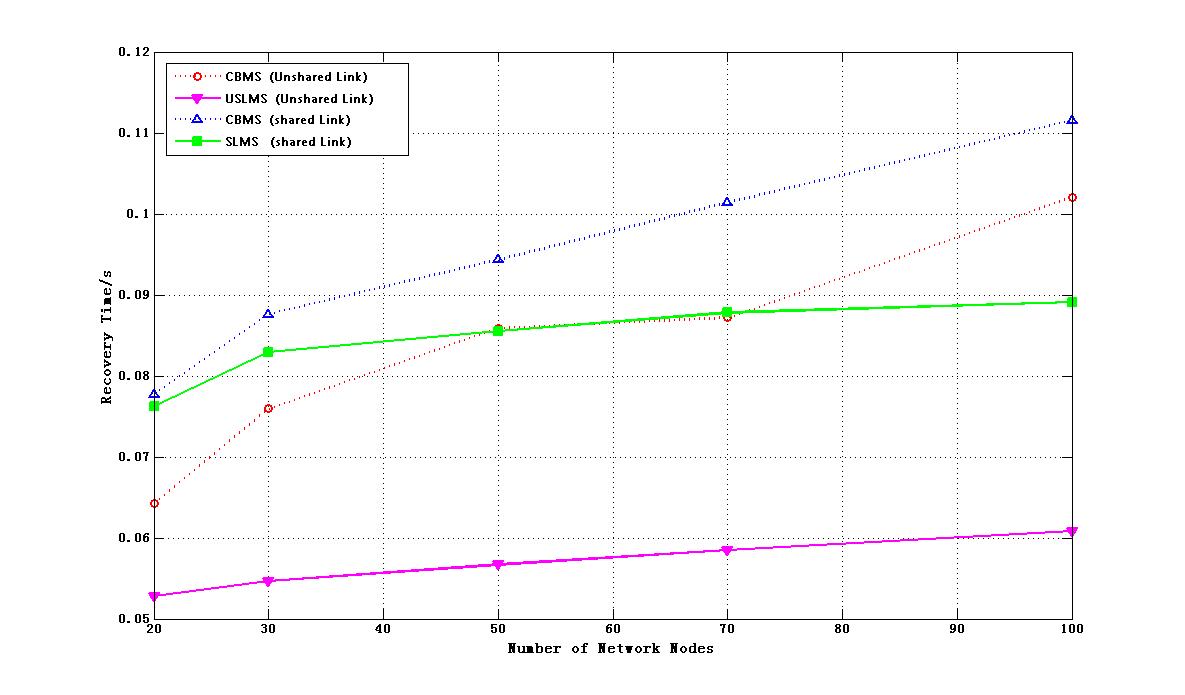 0.12
CBMS (Unshared Link)
USLMS (Unshared Link)
CBMS (shared Link)
SLMS (shared Link)
0.11
0.1
0.09
0.08
0.07
0.06
0.05
Recovery Time/s
20 30 40 50 60 70 80 90 100
Number of Network Nodes